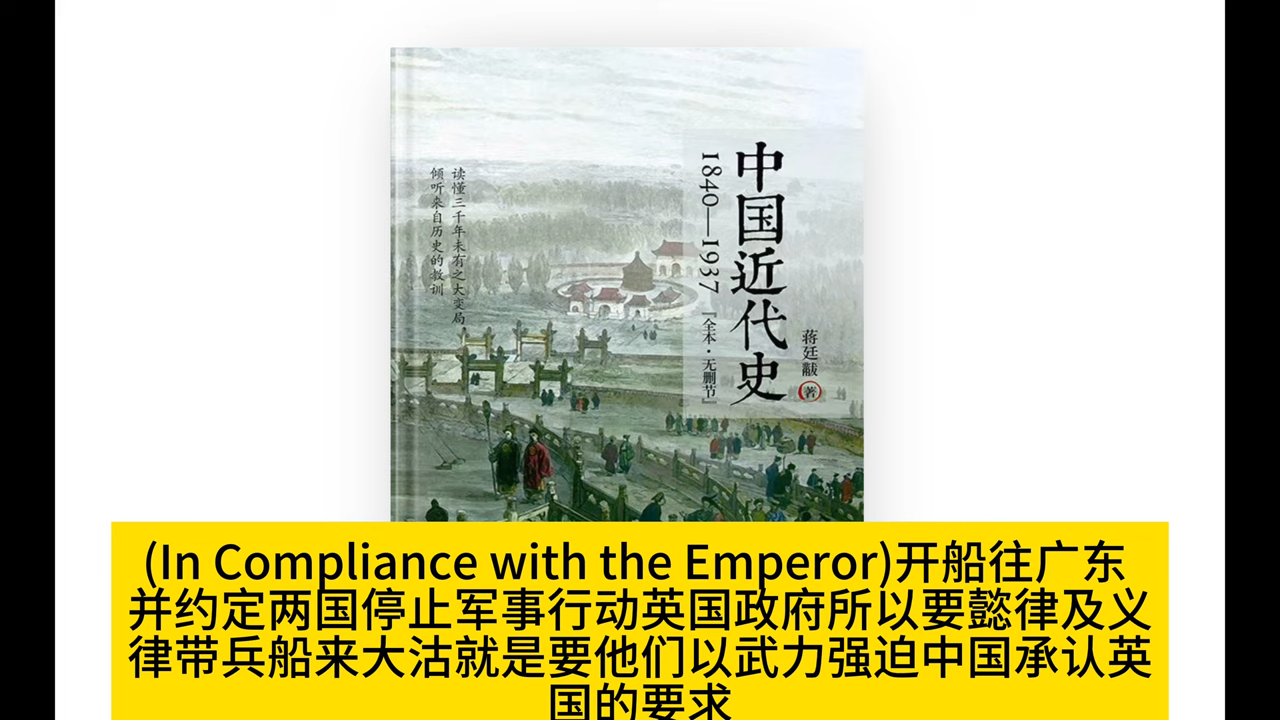 中国近代史
1840—1937
『全本·无删节』
蒋廷黻 著
读懂三千年未有之大变局，
倾听来自历史的教训
(In Compliance with the Emperor)开船往广东
并约定两国停止军事行动英国政府所以要懿律及义
律带兵船来大沽就是要他们以武力强迫中国承认英
国的要求